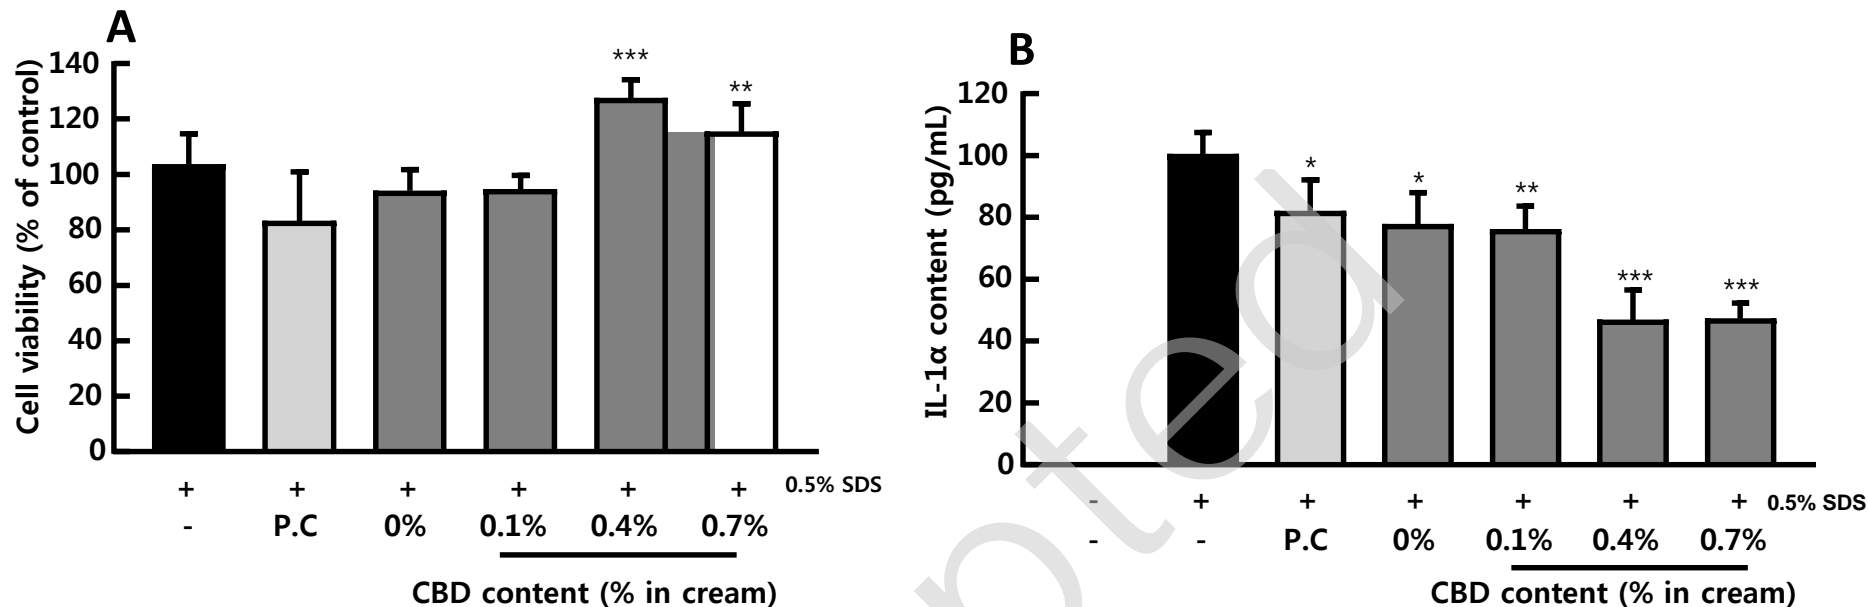 A
Cell viability (% of control)
140
120
100
80
60
40
20
0
***
**
+ + + + + + 0.5% SDS
- P.C 0% 0.1% 0.4% 0.7%
CBD content (% in cream)
B
IL-1α content (pg/mL)
120
100
80
60
40
20
0
*
*
**
***
***
- + + + + + + 0.5% SDS
- - P.C 0% 0.1% 0.4% 0.7%
CBD content (% in cream)
pted